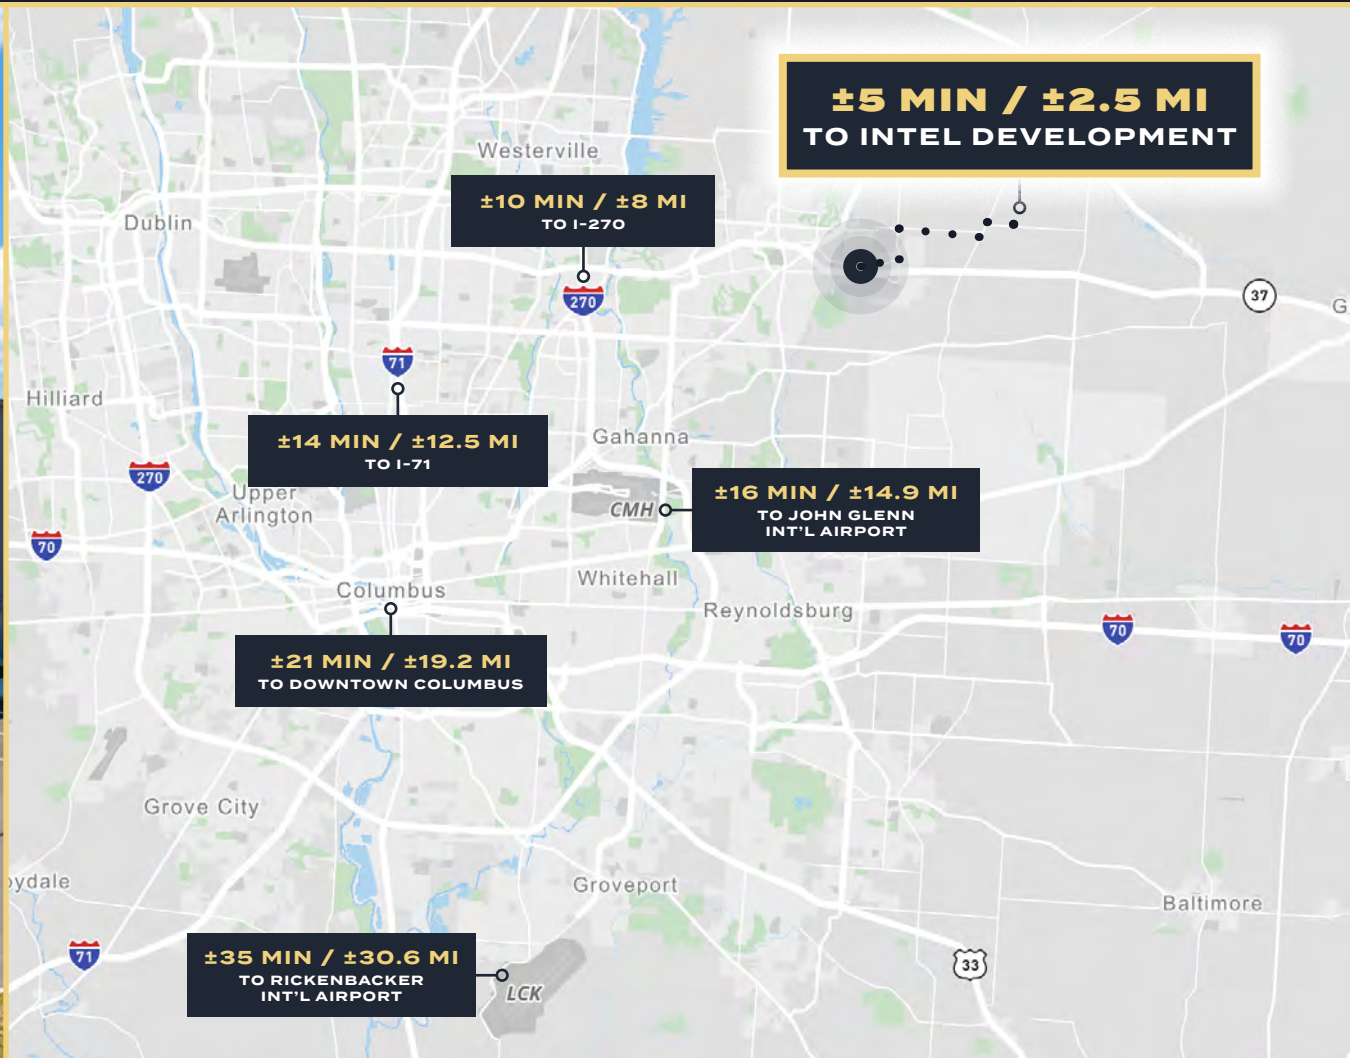 ±5 MIN / ±2.5 MI
TO INTEL DEVELOPMENT
Westerville
±10 MIN / ±8 MI
TO I-270
Dublin
270
37
G
71
Hilliard
±14 MIN / ±12.5 MI
TO I-71
Gahanna
270
Upper
Arlington
±16 MIN / ±14.9 MI
TO JOHN GLENN
INT'L AIRPORT
CMH
70
Whitehall
Columbus
Reynoldsburg
70
70
±21 MIN / ±19.2 MI
TO DOWNTOWN COLUMBUS
Grove City
oydale
Groveport
Baltimore
±35 MIN / ±30.6 MI
TO RICKENBACKER
INT'L AIRPORT
71
33
LCK